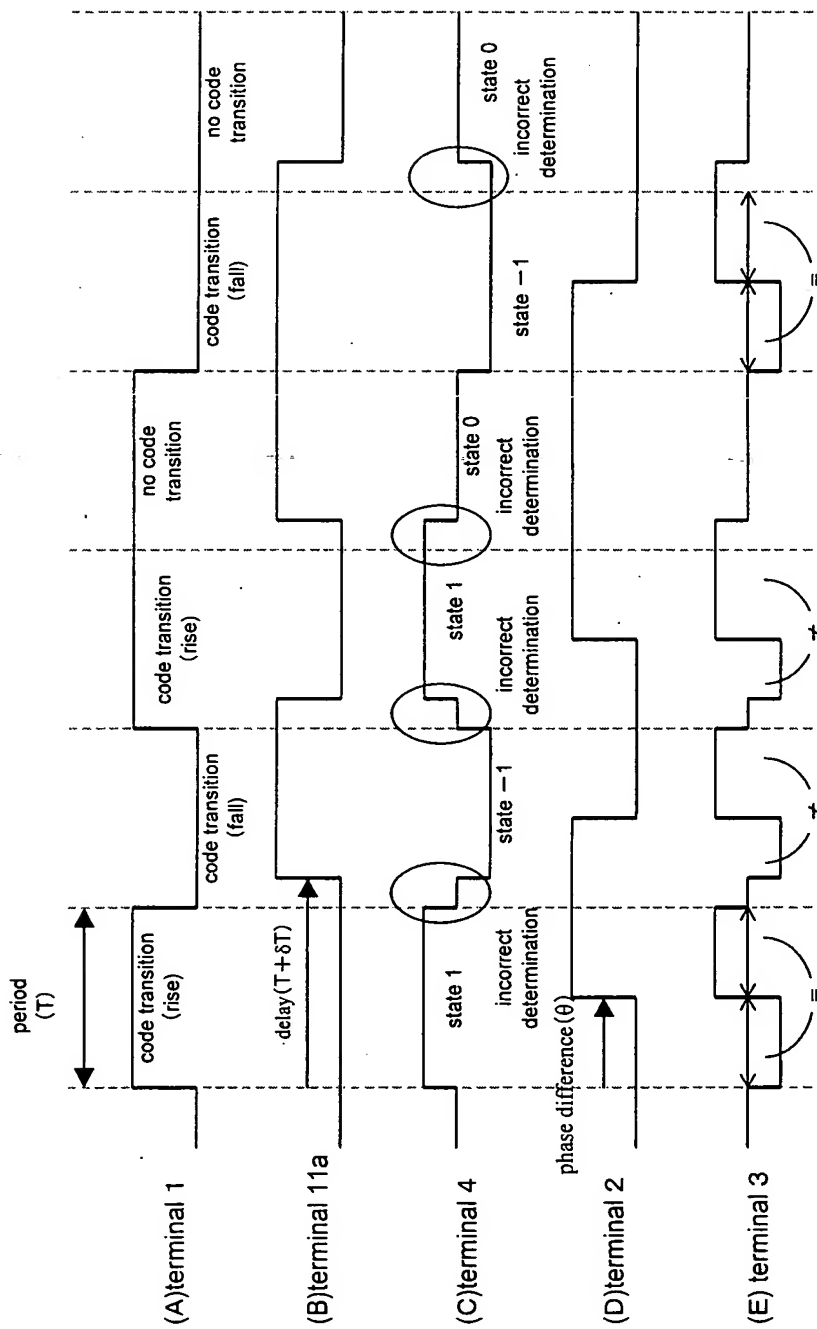 period
(T)
(A)terminal 1
code transition
(rise)
code transition
(fall)
code transition
(rise)
no code
transition
code transition
(fall)
no code
transition
(B)terminal 11a
delay(T+δT)
(C)terminal 4
state 1
incorrect
determination
state −1
state 1
incorrect
determination
state 0
incorrect
determination
state −1
state 0
incorrect
determination
(D)terminal 2
phase difference(θ)
(E) terminal 3
=
≠
≠
=